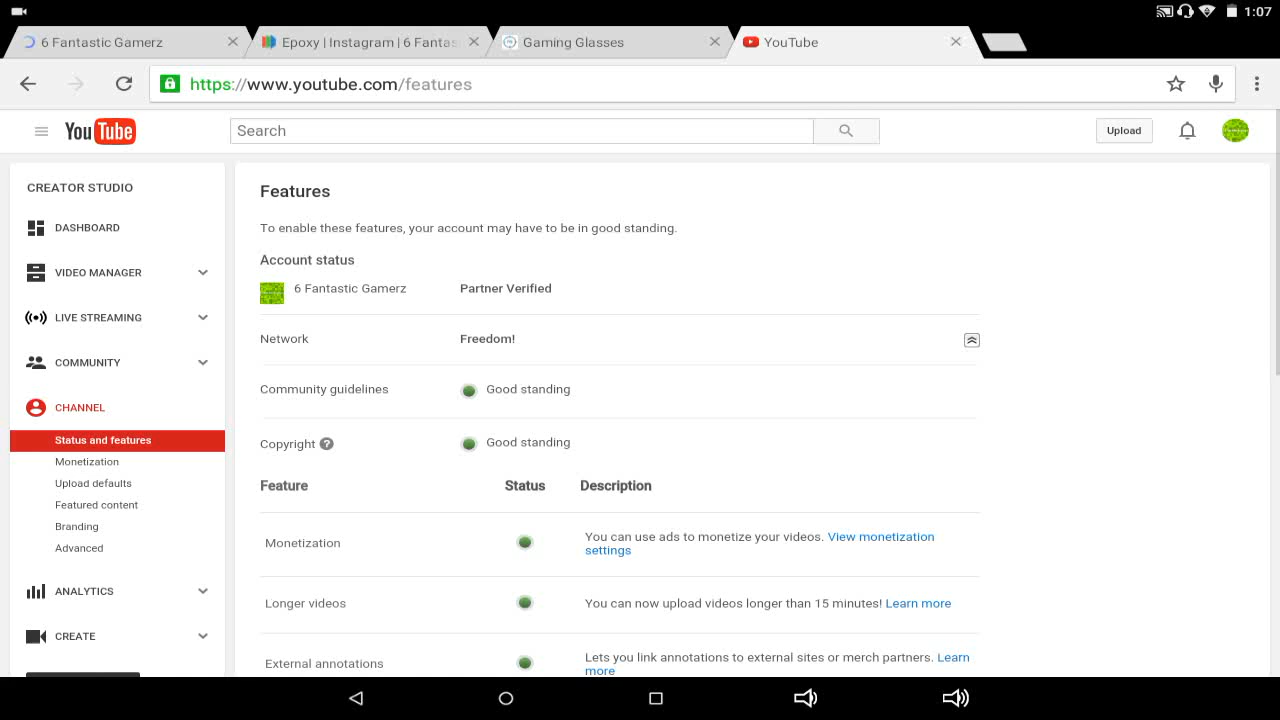 1:07
6 Fantastic Gamerz
Epoxy | Instagram | 6 Fantas
Gaming Glasses
YouTube
https://www.youtube.com/features
YouTube
Search
Upload
CREATOR STUDIO
DASHBOARD
VIDEO MANAGER
LIVE STREAMING
COMMUNITY
CHANNEL
Status and features
Monetization
Upload defaults
Featured content
Branding
Advanced
ANALYTICS
CREATE
Features
To enable these features, your account may have to be in good standing.
Account status
6 Fantastic Gamerz Partner Verified
Network Freedom!
Community guidelines Good standing
Copyright ? Good standing
Feature Status Description
Monetization You can use ads to monetize your videos. View monetization
settings
Longer videos You can now upload videos longer than 15 minutes! Learn more
External annotations Lets you link annotations to external sites or merch partners. Learn
more